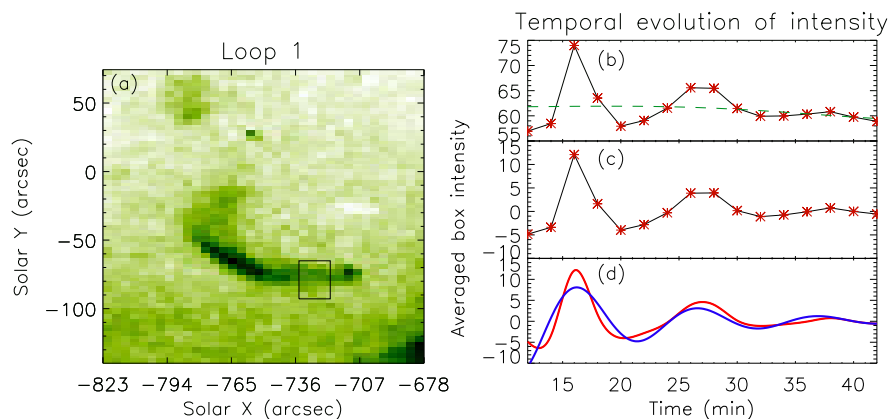 Loop 1
(a)
Solar Y (arcsec)
50
0
−50
−100
−823 −794 −765 −736 −707 −678
Solar X (arcsec)
Temporal evolution of intensity
Averaged box intensity
(b)
75
70
65
60
55
(c)
15
10
5
0
−5
−10
(d)
15
10
5
0
−5
−10
15 20 25 30 35 40
Time (min)